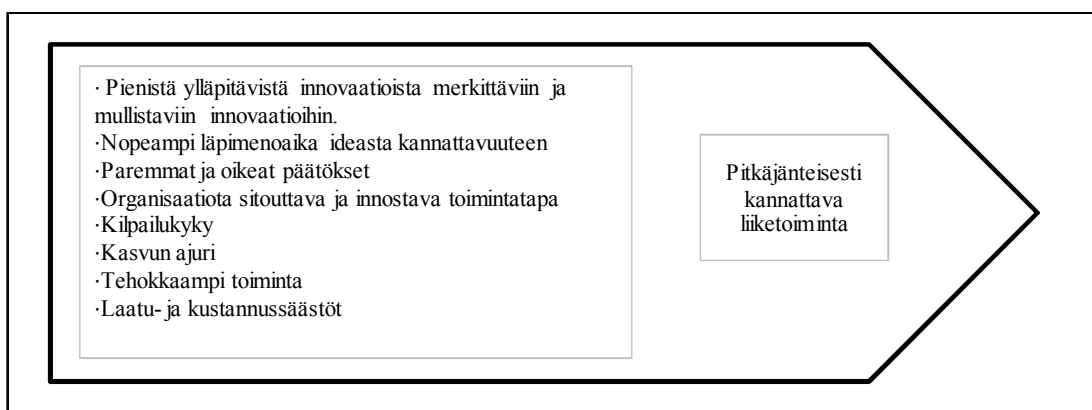 · Pienistä ylläpitävistä innovaatioista merkittäviin ja
mullistaviin innovaatioihin.
·Nopeampi läpimenoaika ideasta kannattavuuteen
·Paremmat ja oikeat päätökset
·Organisaatiota sitouttava ja innostava toimintatapa
·Kilpailukyky
·Kasvun ajuri
·Tehokkaampi toiminta
·Laatu- ja kustannussäästöt
Pitkäjänteisesti
kannattava
liiketoiminta